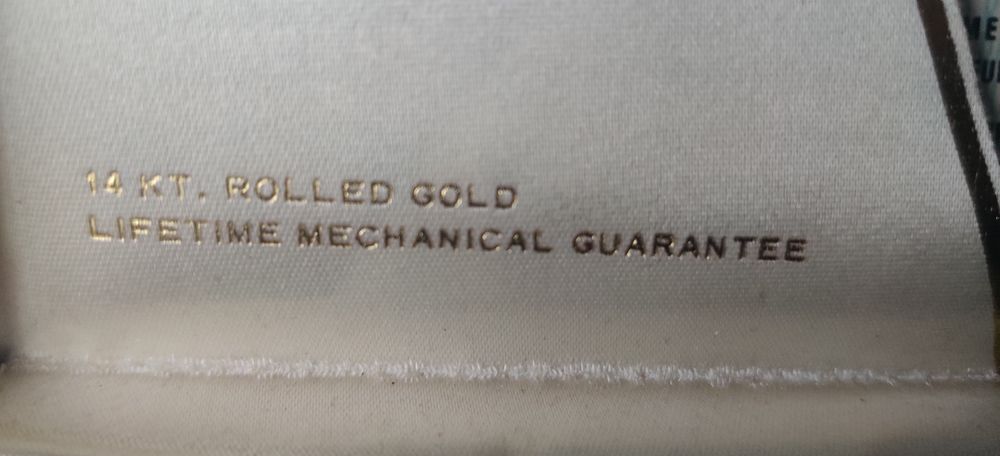 14 KT. ROLLED GOLD
LIFETIME MECHANICAL GUARANTEE